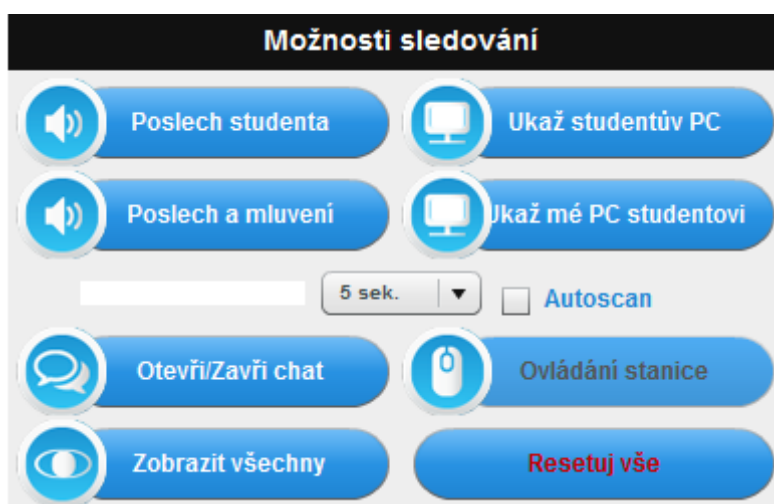 Možnosti sledování
Poslech studenta
Ukaž studentův PC
Poslech a mluvení
Ukaž mé PC studentovi
5 sek.
Autoscan
Otevři/Zavři chat
Ovládání stanice
Zobrazit všechny
Resetuj vše